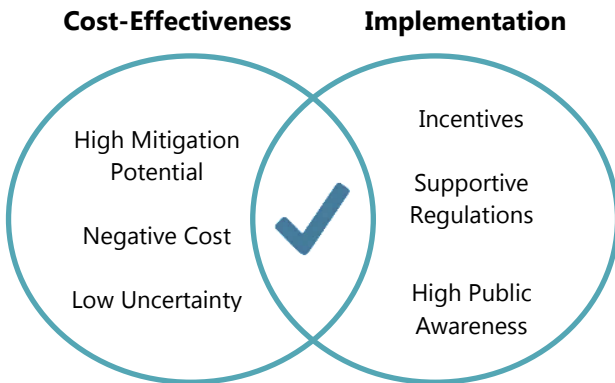 Cost-Effectiveness
High Mitigation
Potential
Negative Cost
Low Uncertainty
Implementation
Incentives
Supportive
Regulations
High Public
Awareness